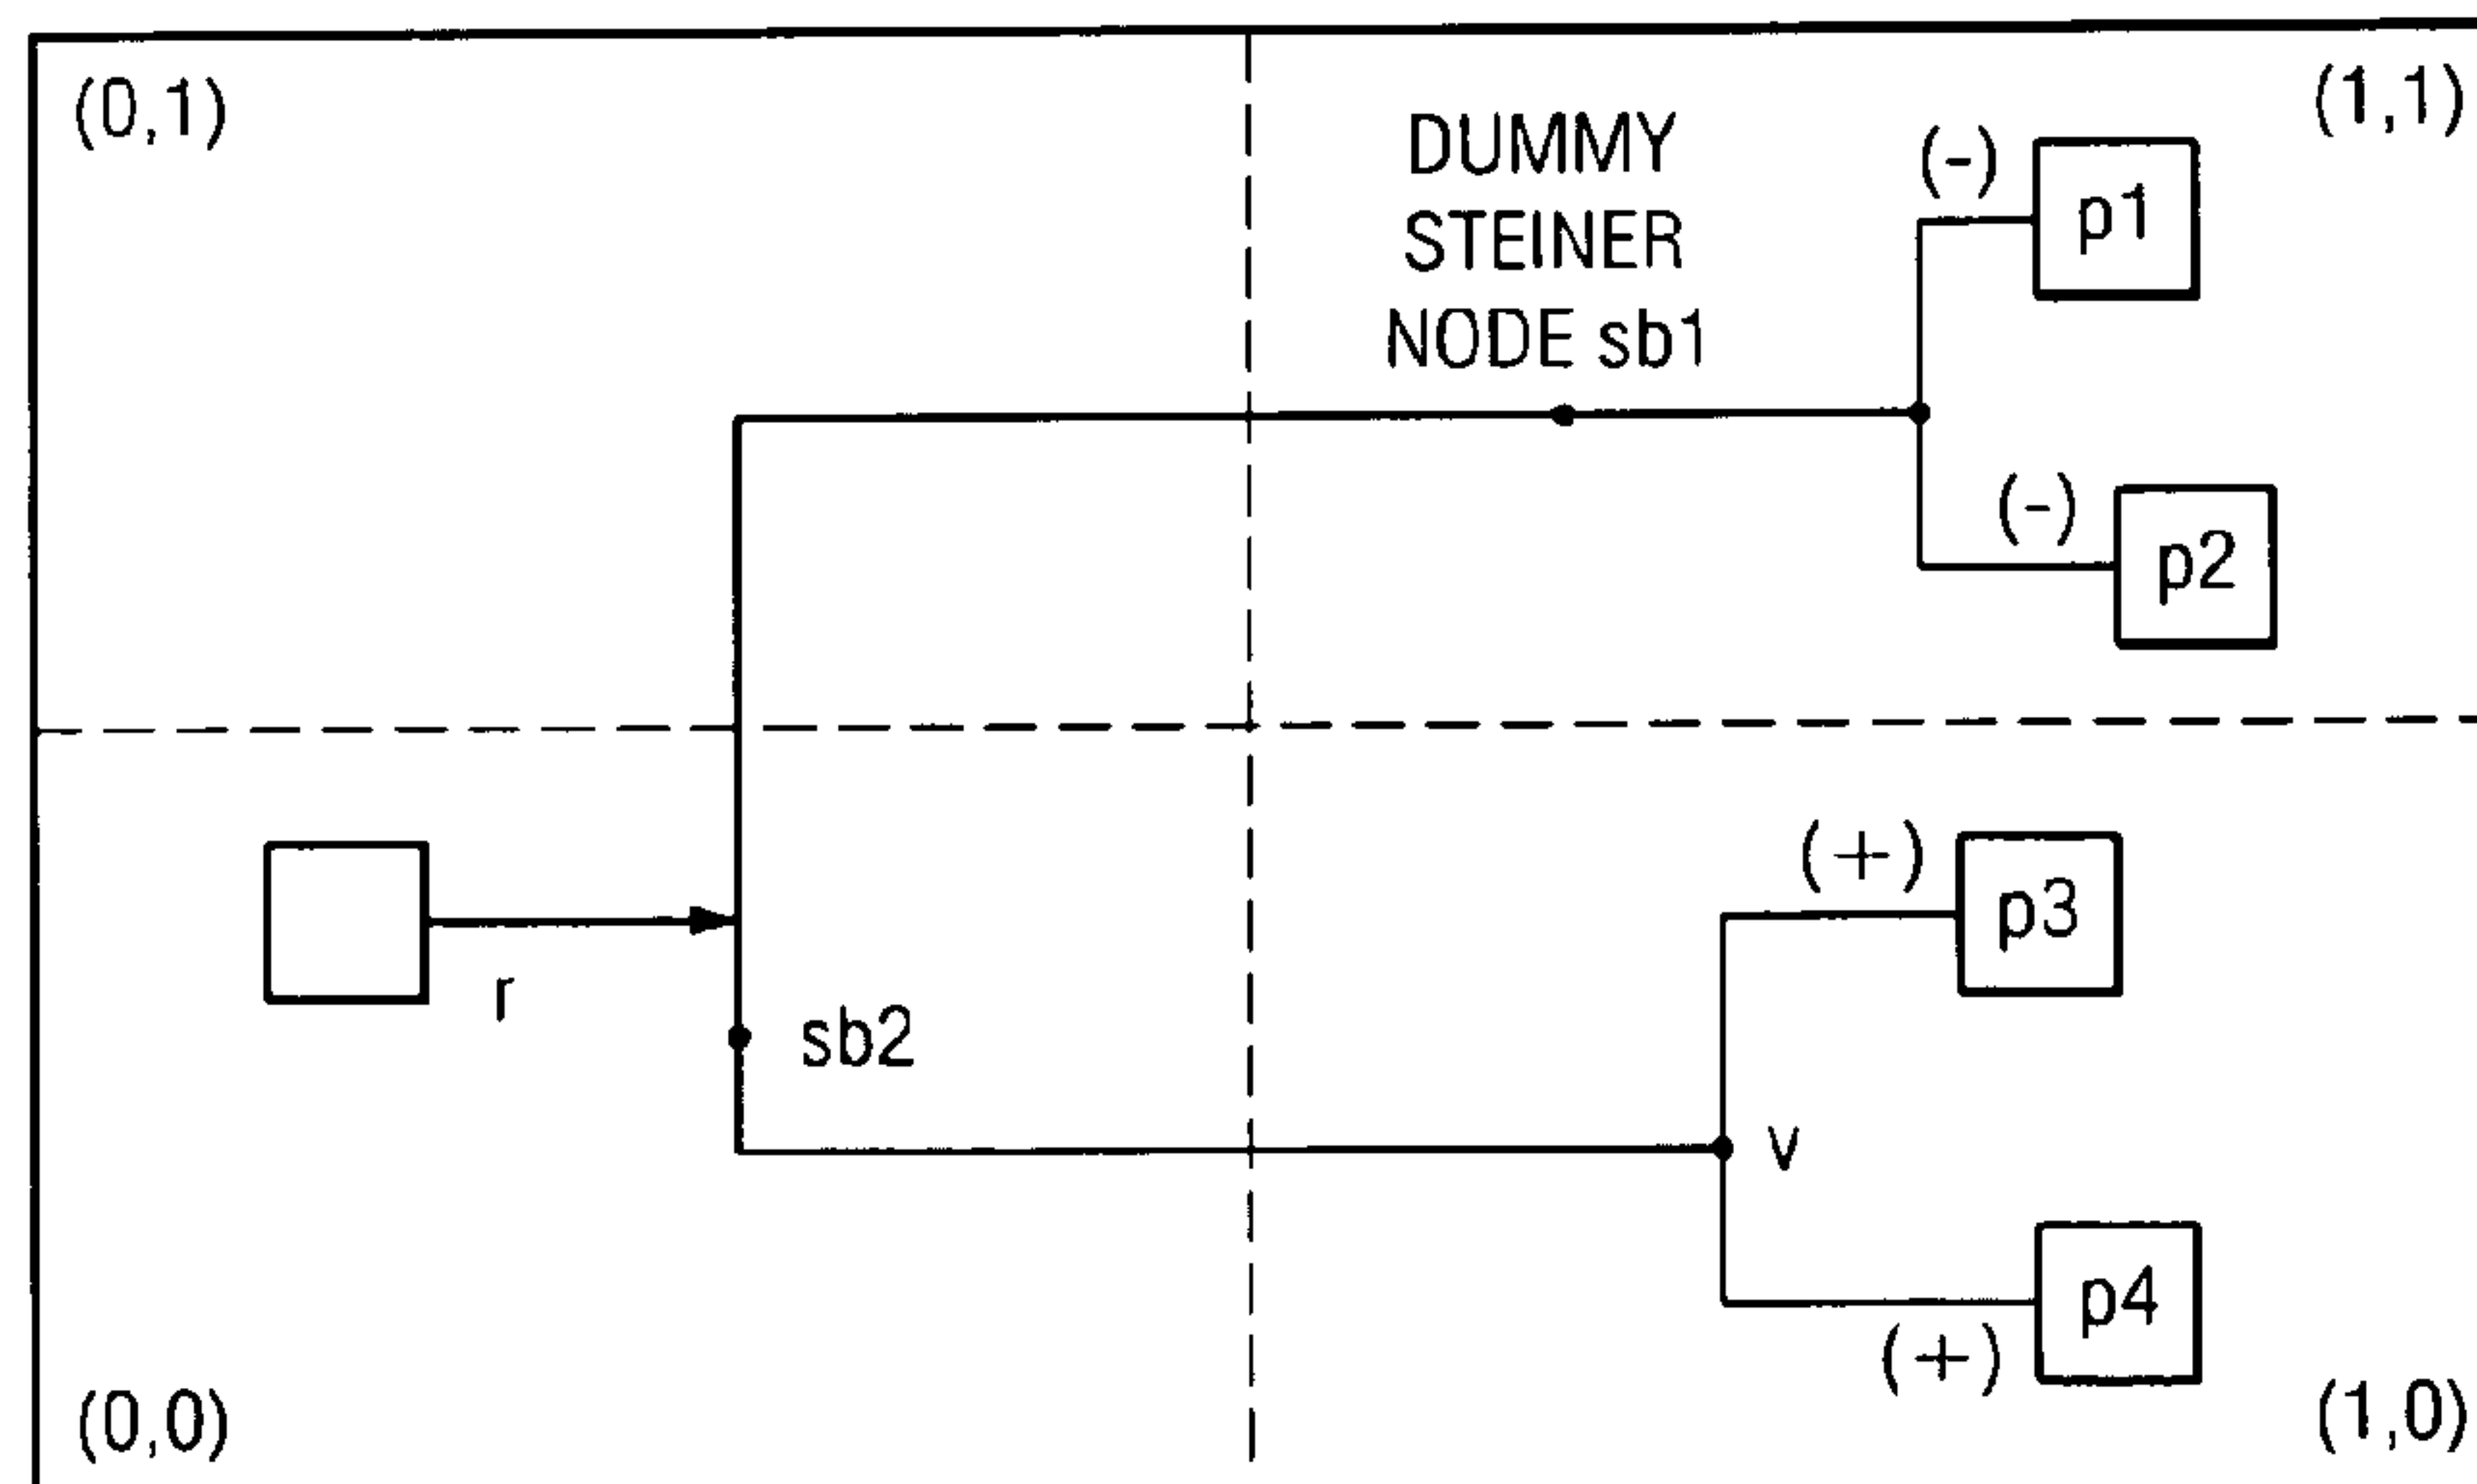 (0,1)
(1,1)
DUMMY
STEINER
NODE sb1
(-)
p1
(-)
p2
r
sb2
(+)
p3
v
p4
(+)
(0,0)
(1,0)